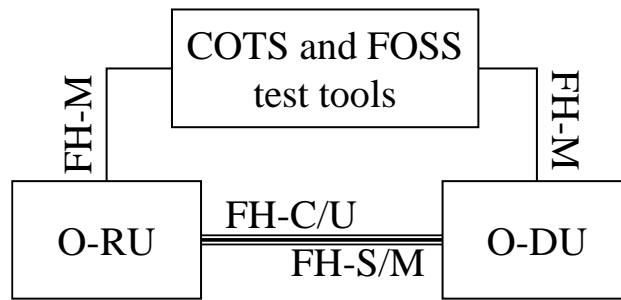 COTS and FOSS
test tools
FH-M
FH-M
O-RU
FH-C/U
FH-S/M
O-DU